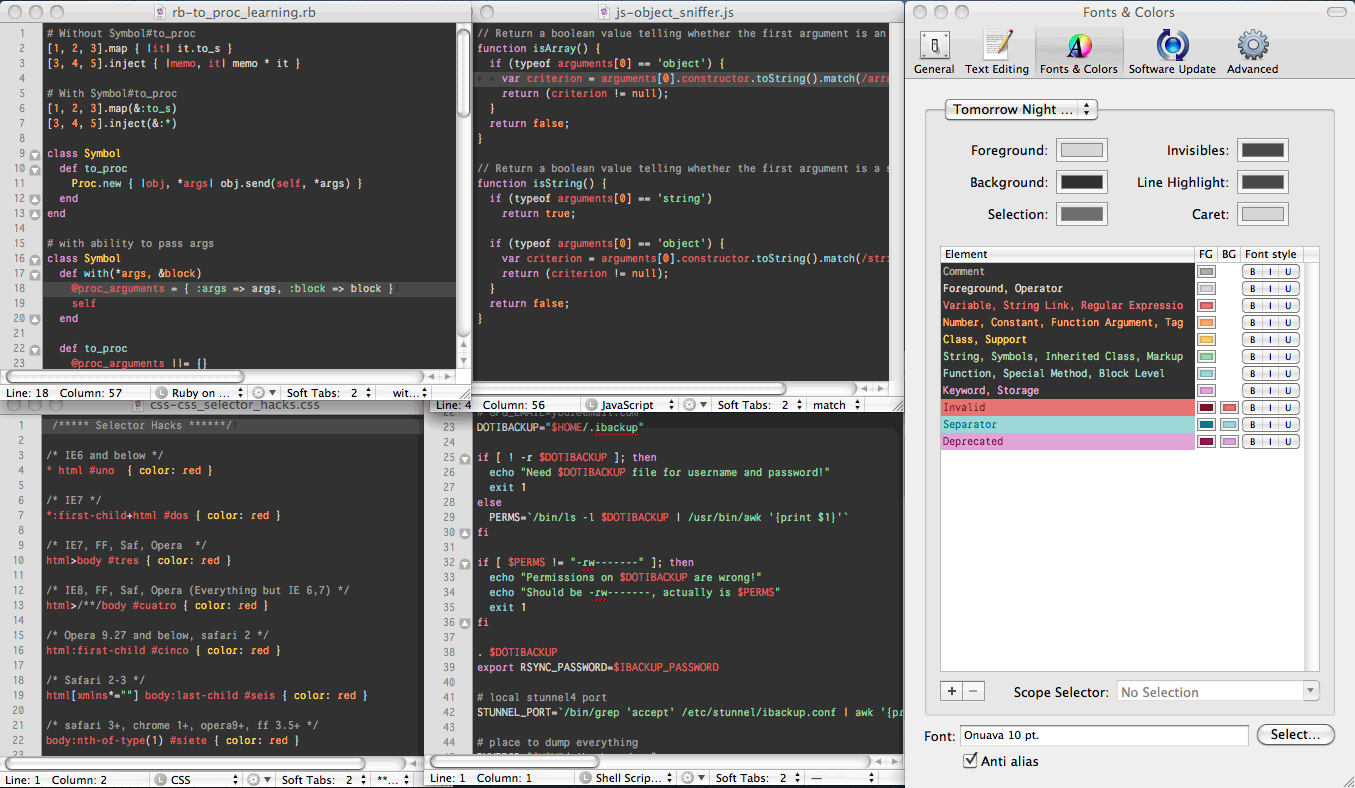 rb-to_proc_learning.rb
1 # Without Symbol#to_proc
2 [1, 2, 3].map { |it| it.to_s }
3 [3, 4, 5].inject { |memo, it| memo * it }
4
5 # With Symbol#to_proc
6 [1, 2, 3].map(&:to_s)
7 [3, 4, 5].inject(&:*)
8
9 class Symbol
10 def to_proc
11 Proc.new { |obj, *args| obj.send(self, *args) }
12 end
13 end
14
15 # with ability to pass args
16 class Symbol
17 def with(*args, &block)
18 @proc_arguments = { :args => args, :block => block }
19 self
20 end
21
22 def to_proc
23 @proc_arguments ||= {}
Line: 18 Column: 57 L Ruby on ... Soft Tabs: 2 wit...
js-object_sniffer.js
// Return a boolean value telling whether the first argument is an
function isArray() {
if (typeof arguments[0] == 'object') {
var criterion = arguments[0].constructor.toString().match(/arra
return (criterion != null);
}
return false;
}
// Return a boolean value telling whether the first argument is a s
function isString() {
if (typeof arguments[0] == 'string')
return true;
if (typeof arguments[0] == 'object') {
var criterion = arguments[0].constructor.toString().match(/stri
return (criterion != null);
}
return false;
}
Line: 4 Column: 56 L JavaScript Soft Tabs: 2 match
css-css_selector_hacks.css
1 /***** Selector Hacks ******/
2
3 /* IE6 and below */
4 * html #uno { color: red }
5
6 /* IE7 */
7 *:first-child+html #dos { color: red }
8
9 /* IE7, FF, Saf, Opera */
10 html>body #tres { color: red }
11
12 /* IE8, FF, Saf, Opera (Everything but IE 6,7) */
13 html>/**/body #cuatro { color: red }
14
15 /* Opera 9.27 and below, safari 2 */
16 html:first-child #cinco { color: red }
17
18 /* Safari 2-3 */
19 html[xmlns*=""] body:last-child #seis { color: red }
20
21 /* safari 3+, chrome 1+, opera9+, ff 3.5+ */
22 body:nth-of-type(1) #siete { color: red }
23
Line: 1 Column: 2 L CSS Soft Tabs: 2 **...
22 # GPG_EMAIL=your@email.com
23 DOTIBACKUP="$HOME/.ibackup"
24
25 if [ ! -r $DOTIBACKUP ]; then
26 echo "Need $DOTIBACKUP file for username and password!"
27 exit 1
28 else
29 PERMS=`/bin/ls -l $DOTIBACKUP | /usr/bin/awk '{print $1}'`
30 fi
31
32 if [ $PERMS != "-rw-------" ]; then
33 echo "Permissions on $DOTIBACKUP are wrong!"
34 echo "Should be -rw-------, actually is $PERMS"
35 exit 1
36 fi
37
38 . $DOTIBACKUP
39 export RSYNC_PASSWORD=$IBACKUP_PASSWORD
40
41 # local stunnel4 port
42 STUNNEL_PORT=`/bin/grep 'accept' /etc/stunnel/ibackup.conf | awk '{pr
43
44 # place to dump everything
Line: 1 Column: 1 L Shell Scrip... Soft Tabs: 2 —
Fonts & Colors
General Text Editing Fonts & Colors Software Update Advanced
Tomorrow Night ...
Foreground: Invisibles:
Background: Line Highlight:
Selection: Caret:
Element FG BG Font style
Comment B I U
Foreground, Operator B I U
Variable, String Link, Regular Expressio B I U
Number, Constant, Function Argument, Tag B I U
Class, Support B I U
String, Symbols, Inherited Class, Markup B I U
Function, Special Method, Block Level B I U
Keyword, Storage B I U
Invalid B I U
Separator B I U
Deprecated B I U
+ − Scope Selector: No Selection
Font: Onuava 10 pt. Select...
Anti alias